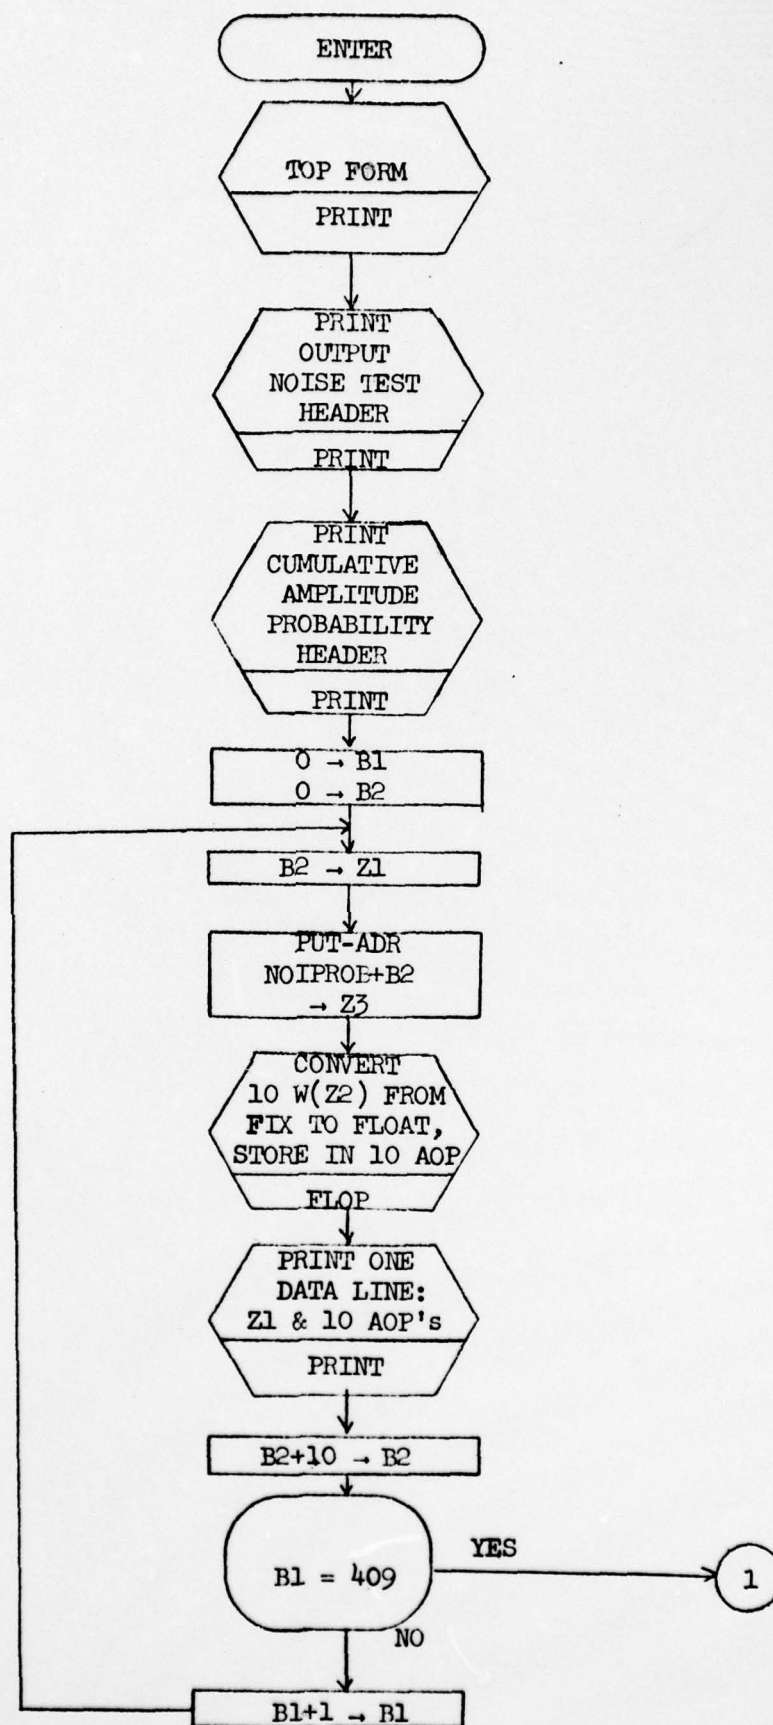 ENTER
TOP FORM
PRINT
PRINT
OUTPUT
NOISE TEST
HEADER
PRINT
PRINT
CUMULATIVE
AMPLITUDE
PROBABILITY
HEADER
PRINT
0 → B1
0 → B2
B2 → Z1
PUT-ADR
NOIPROB+B2
→ Z3
CONVERT
10 W(Z2) FROM
FIX TO FLOAT,
STORE IN 10 AOP
FLOP
PRINT ONE
DATA LINE:
Z1 & 10 AOP's
PRINT
B2+10 → B2
B1 = 409
YES
1
NO
B1+1 → B1